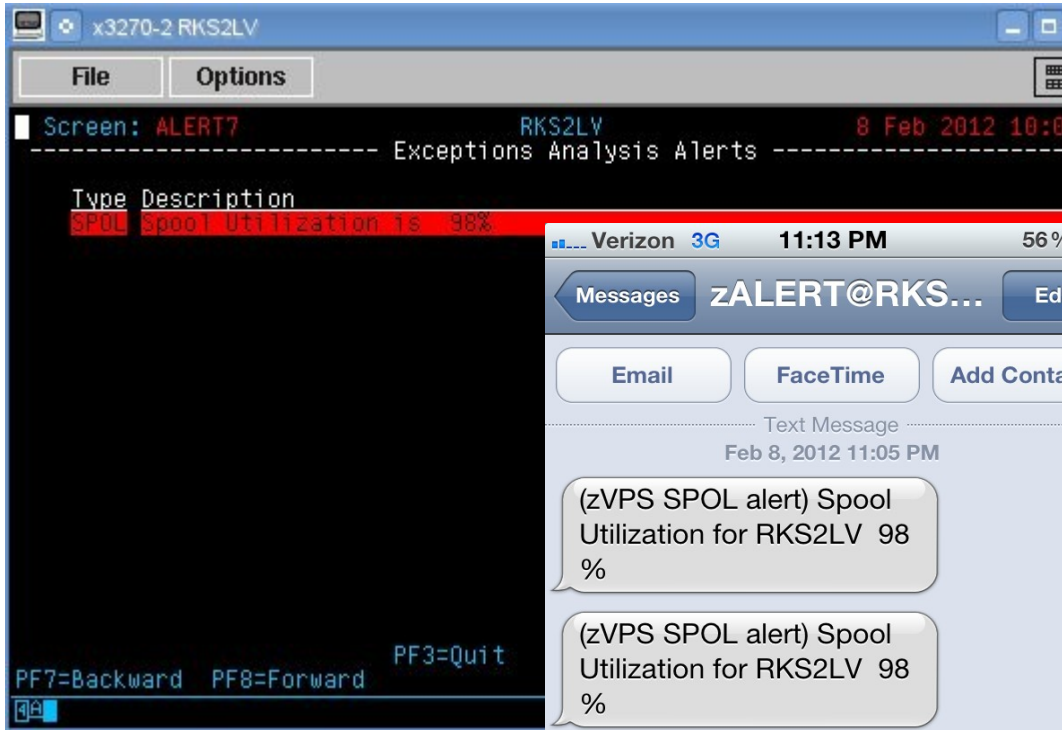 x3270-2 RKS2LV
File Options
Screen: ALERT7 RKS2LV 8 Feb 2012 10:0
-------------------------- Exceptions Analysis Alerts ---------------------
Type Description
SPOL Spool Utilization is 98%
PF3=Quit
PF7=Backward PF8=Forward
4A
Verizon 3G 11:13 PM 56%
Messages zALERT@RKS... Ed
Email FaceTime Add Conta
Text Message
Feb 8, 2012 11:05 PM
(zVPS SPOL alert) Spool
Utilization for RKS2LV 98
%
(zVPS SPOL alert) Spool
Utilization for RKS2LV 98
%